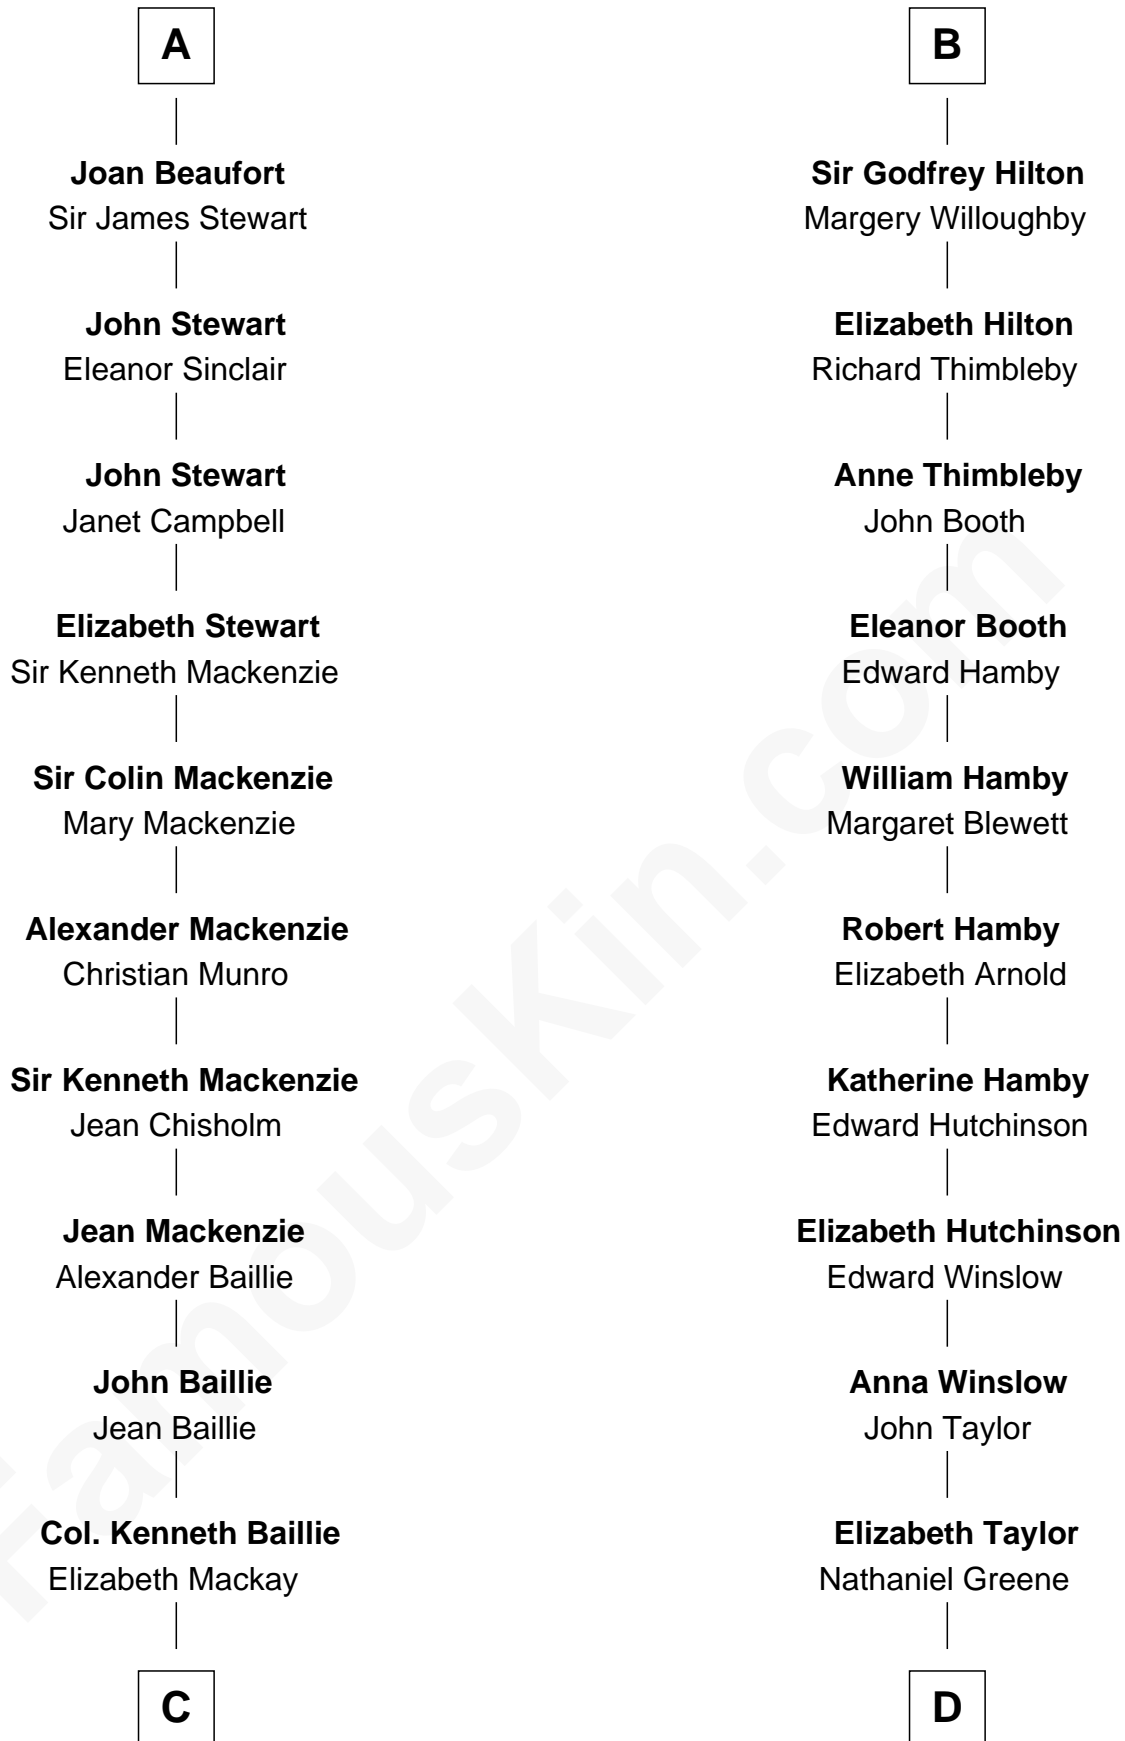 A
Joan Beaufort
Sir James Stewart
John Stewart
Eleanor Sinclair
John Stewart
Janet Campbell
Elizabeth Stewart
Sir Kenneth Mackenzie
Sir Colin Mackenzie
Mary Mackenzie
Alexander Mackenzie
Christian Munro
Sir Kenneth Mackenzie
Jean Chisholm
Jean Mackenzie
Alexander Baillie
John Baillie
Jean Baillie
Col. Kenneth Baillie
Elizabeth Mackay
C
B
Sir Godfrey Hilton
Margery Willoughby
Elizabeth Hilton
Richard Thimbleby
Anne Thimbleby
John Booth
Eleanor Booth
Edward Hamby
William Hamby
Margaret Blewett
Robert Hamby
Elizabeth Arnold
Katherine Hamby
Edward Hutchinson
Elizabeth Hutchinson
Edward Winslow
Anna Winslow
John Taylor
Elizabeth Taylor
Nathaniel Greene
D
FamousKin.com